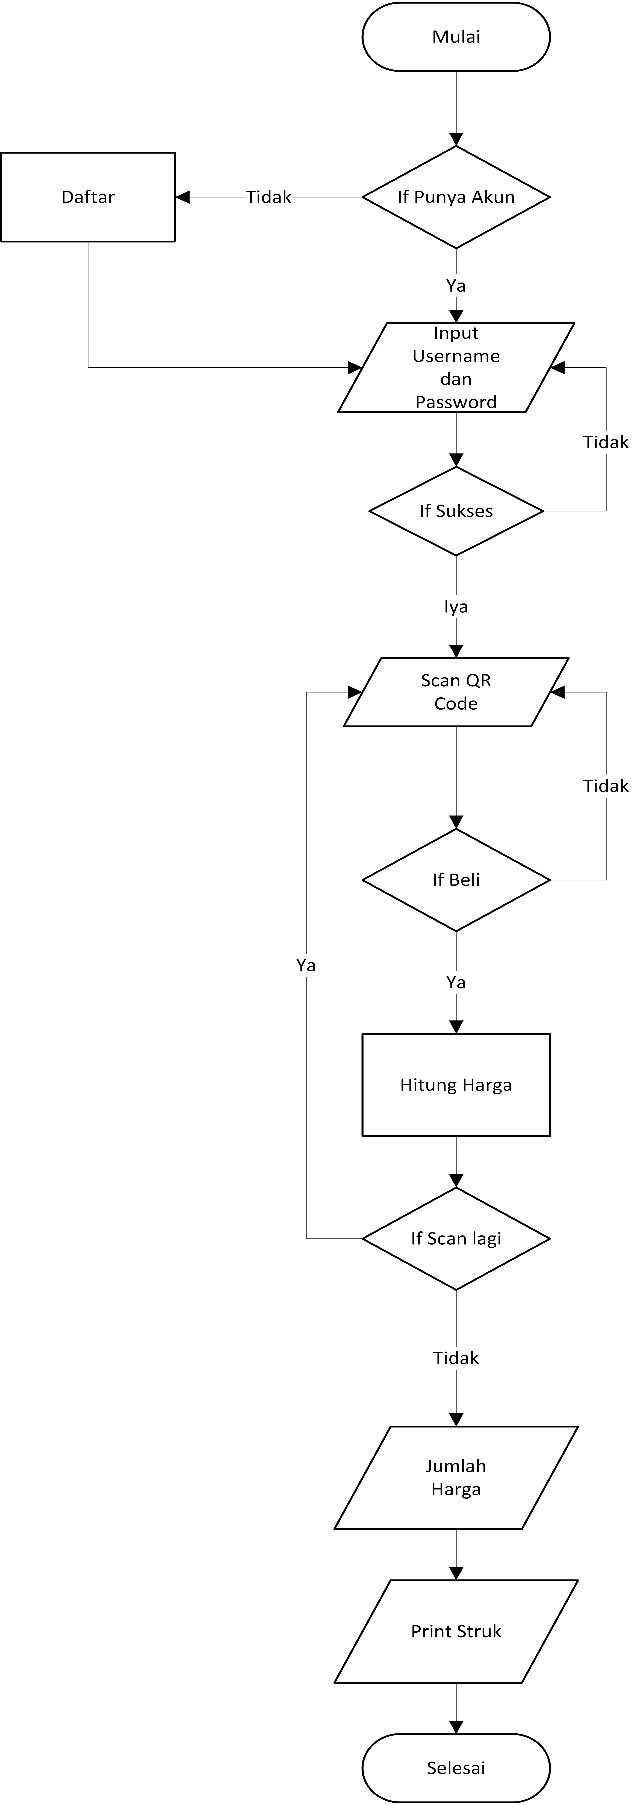 Mulai
If Punya Akun
Tidak
Daftar
Ya
Input
Username
dan
Password
Tidak
If Sukses
Iya
Scan QR
Code
Tidak
If Beli
Ya
Ya
Hitung Harga
If Scan lagi
Tidak
Jumlah
Harga
Print Struk
Selesai